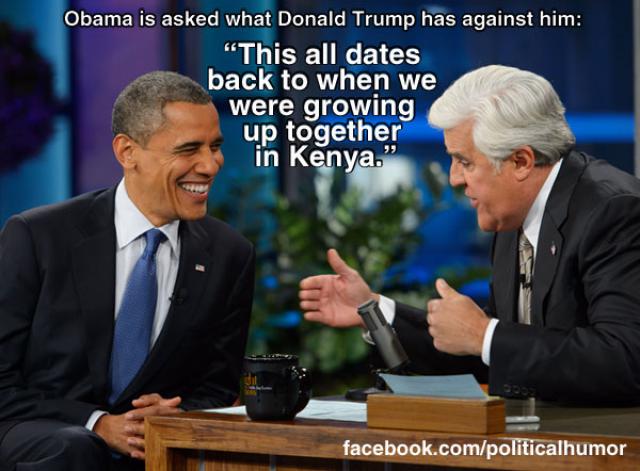 Obama is asked what Donald Trump has against him:
“This all dates
back to when we
were growing
up together
in Kenya.”
facebook.com/politicalhumor